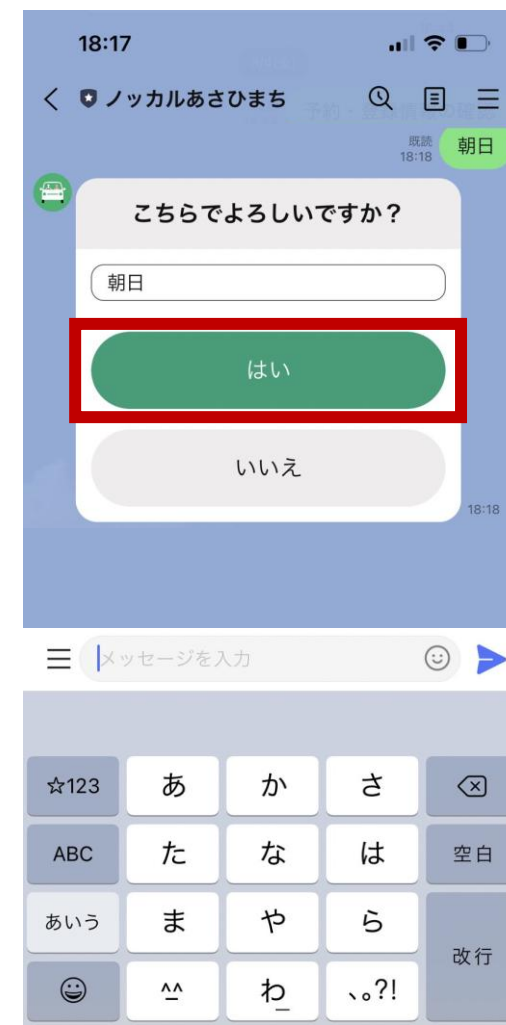 18:17
ノッカルあさひまち
既読
18:18
朝日
こちらでよろしいですか？
朝日
はい
いいえ
18:18
メッセージを入力
☆123
あ
か
さ
ABC
た
な
は
空白
あいう
ま
や
ら
改行
^^
わ_
、。?!